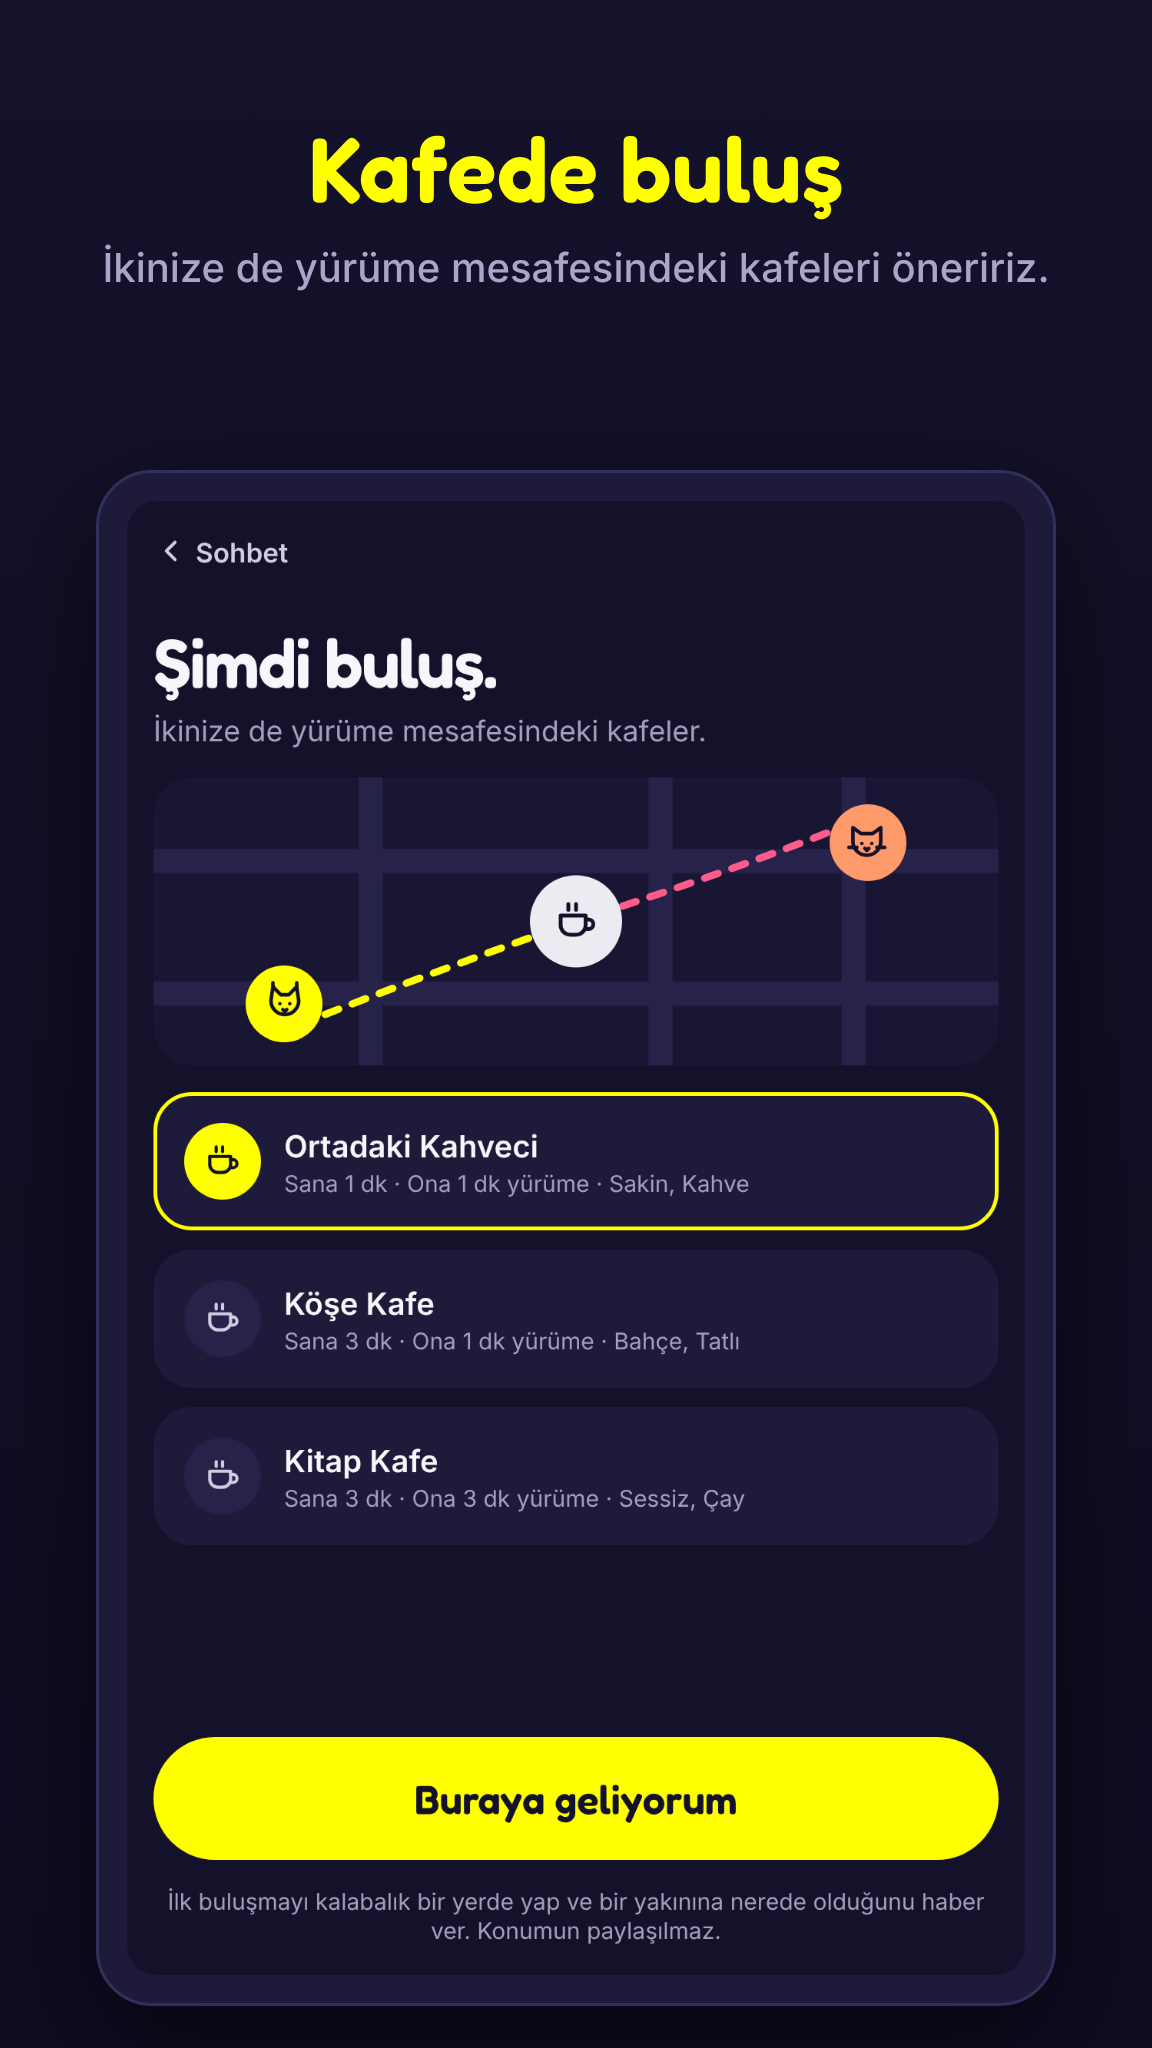 Kafede buluş
İkinize de yürüme mesafesindeki kafeleri öneririz.
Sohbet
Şimdi buluş.
İkinize de yürüme mesafesindeki kafeler.
Ortadaki Kahveci
Sana 1 dk · Ona 1 dk yürüme · Sakin, Kahve
Köşe Kafe
Sana 3 dk · Ona 1 dk yürüme · Bahçe, Tatlı
Kitap Kafe
Sana 3 dk · Ona 3 dk yürüme · Sessiz, Çay
Buraya geliyorum
İlk buluşmayı kalabalık bir yerde yap ve bir yakınına nerede olduğunu haber
ver. Konumun paylaşılmaz.